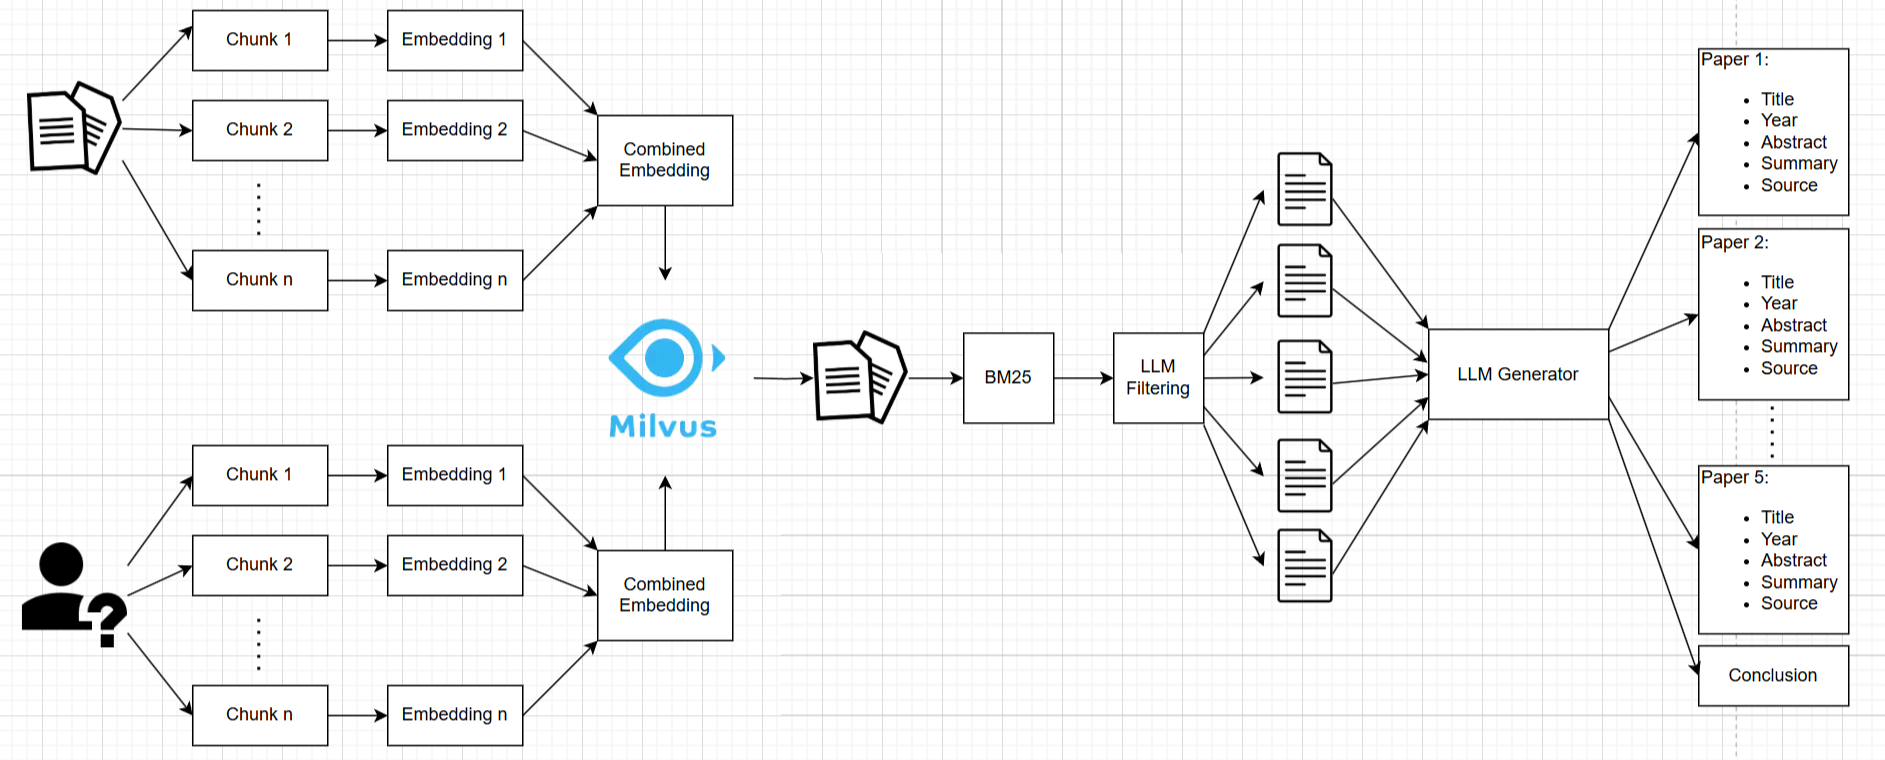 Chunk 1
Embedding 1
Chunk 2
Embedding 2
Chunk n
Embedding n
Combined
Embedding
Milvus
Chunk 1
Embedding 1
Chunk 2
Embedding 2
Chunk n
Embedding n
Combined
Embedding
BM25
LLM
Filtering
LLM Generator
Paper 1:
• Title
• Year
• Abstract
• Summary
• Source
Paper 2:
• Title
• Year
• Abstract
• Summary
• Source
Paper 5:
• Title
• Year
• Abstract
• Summary
• Source
Conclusion